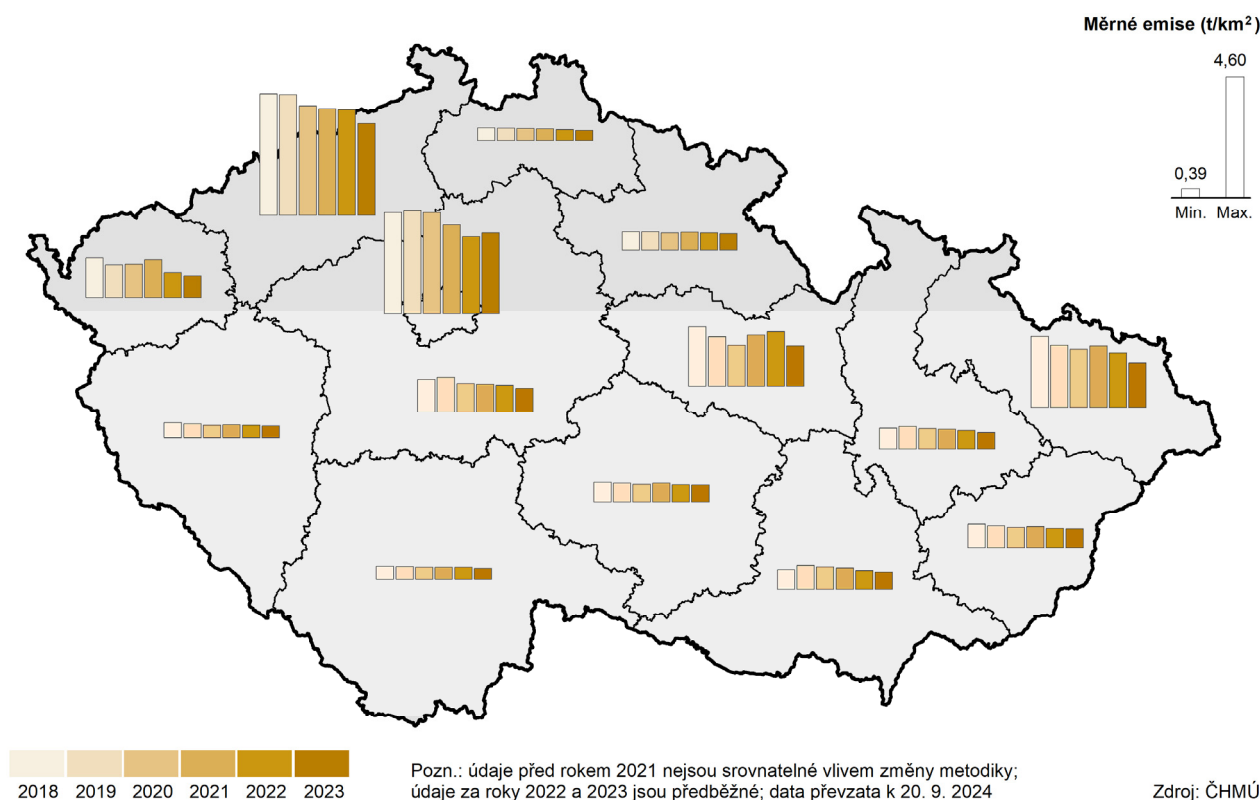 Měrné emise (t/km²)
4,60
0,39
Min. Max.
2018 2019 2020 2021 2022 2023
Pozn.: údaje před rokem 2021 nejsou srovnatelné vlivem změny metodiky;
údaje za roky 2022 a 2023 jsou předběžné; data převzata k 20. 9. 2024
Zdroj: ČHMÚ